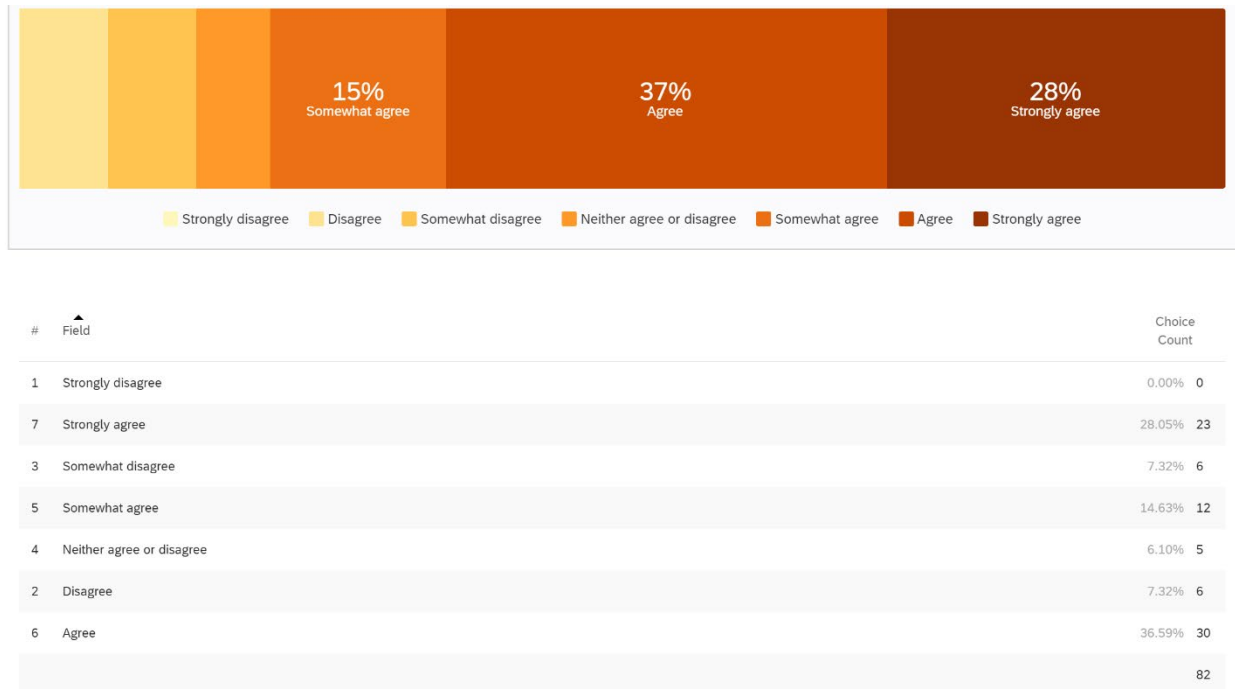 15% 37% 28%
Somewhat agree Agree Strongly agree
Strongly disagree Disagree Somewhat disagree Neither agree or disagree Somewhat agree Agree Strongly agree
# Field Choice Count
1 Strongly disagree 0.00% 0
7 Strongly agree 28.05% 23
3 Somewhat disagree 7.32% 6
5 Somewhat agree 14.63% 12
4 Neither agree or disagree 6.10% 5
2 Disagree 7.32% 6
6 Agree 36.59% 30
82